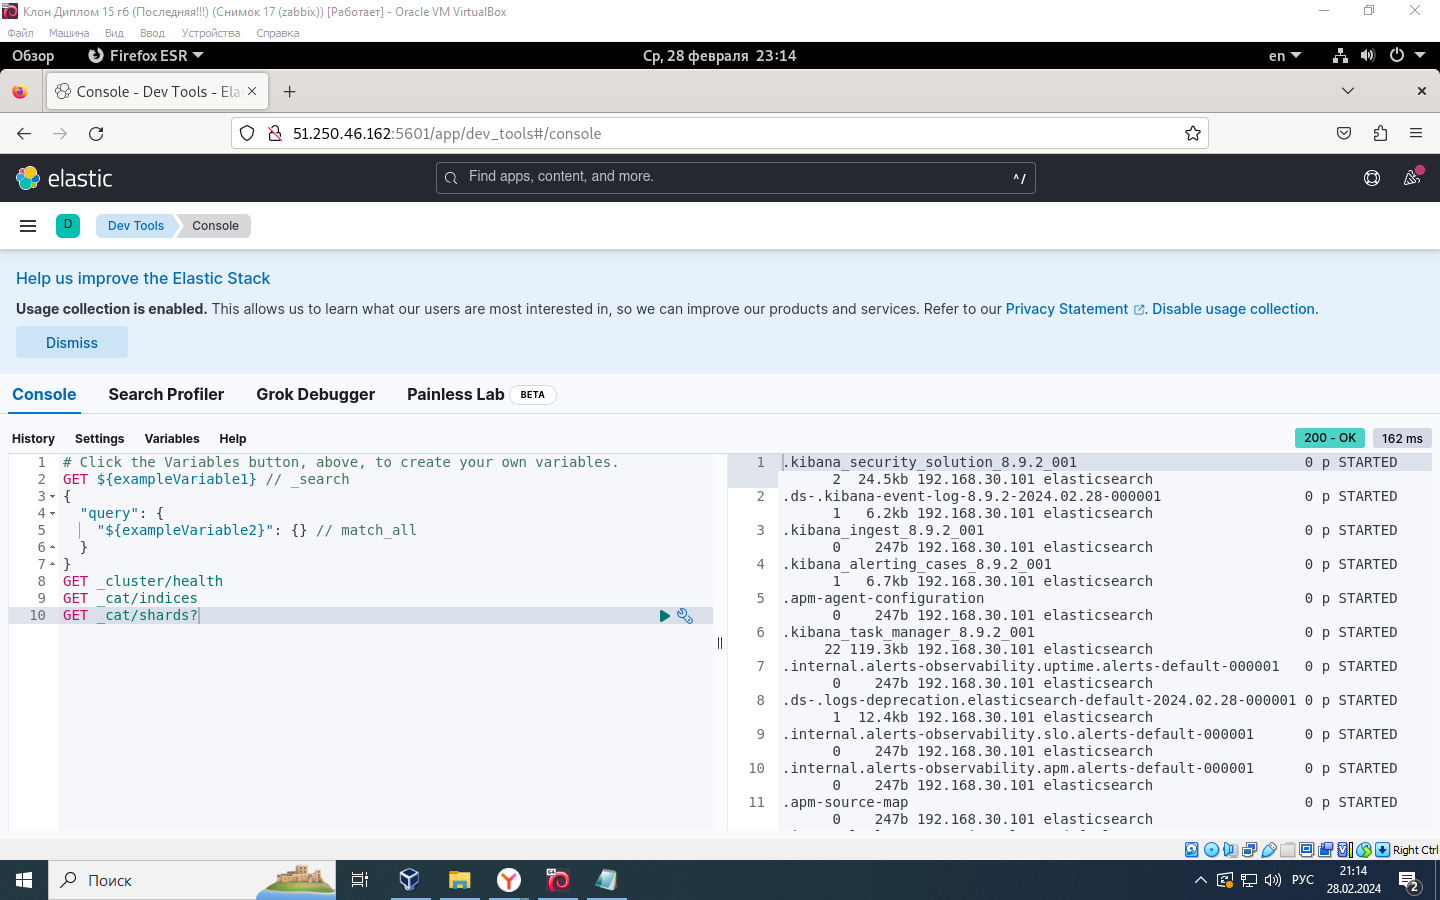 Клон Диплом 15 гб (Последняя!!!) (Снимок 17 (zabbix)) [Работает] - Oracle VM VirtualBox
Файл Машина Вид Ввод Устройства Справка
Обзор Firefox ESR Ср, 28 февраля 23:14 en
Console - Dev Tools - Ela
51.250.46.162:5601/app/dev_tools#/console
elastic Find apps, content, and more. ^/
D Dev Tools Console
Help us improve the Elastic Stack
Usage collection is enabled. This allows us to learn what our users are most interested in, so we can improve our products and services. Refer to our Privacy Statement. Disable usage collection.
Dismiss
Console Search Profiler Grok Debugger Painless Lab BETA
History Settings Variables Help 200 - OK 162 ms
1 # Click the Variables button, above, to create your own variables.
2 GET ${exampleVariable1} // _search
3 {
4 "query": {
5 "${exampleVariable2}": {} // match_all
6 }
7 }
8 GET _cluster/health
9 GET _cat/indices
10 GET _cat/shards?
1 .kibana_security_solution_8.9.2_001 0 p STARTED
2 24.5kb 192.168.30.101 elasticsearch
2 .ds-.kibana-event-log-8.9.2-2024.02.28-000001 0 p STARTED
1 6.2kb 192.168.30.101 elasticsearch
3 .kibana_ingest_8.9.2_001 0 p STARTED
0 247b 192.168.30.101 elasticsearch
4 .kibana_alerting_cases_8.9.2_001 0 p STARTED
1 6.7kb 192.168.30.101 elasticsearch
5 .apm-agent-configuration 0 p STARTED
0 247b 192.168.30.101 elasticsearch
6 .kibana_task_manager_8.9.2_001 0 p STARTED
22 119.3kb 192.168.30.101 elasticsearch
7 .internal.alerts-observability.uptime.alerts-default-000001 0 p STARTED
0 247b 192.168.30.101 elasticsearch
8 .ds-.logs-deprecation.elasticsearch-default-2024.02.28-000001 0 p STARTED
1 12.4kb 192.168.30.101 elasticsearch
9 .internal.alerts-observability.slo.alerts-default-000001 0 p STARTED
0 247b 192.168.30.101 elasticsearch
10 .internal.alerts-observability.apm.alerts-default-000001 0 p STARTED
0 247b 192.168.30.101 elasticsearch
11 .apm-source-map 0 p STARTED
0 247b 192.168.30.101 elasticsearch
Right Ctrl
Поиск
РУС
21:14
28.02.2024
2